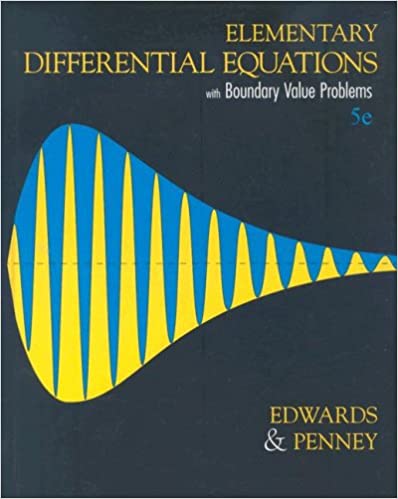 ELEMENTARY
DIFFERENTIAL EQUATIONS
with Boundary Value Problems
5e
EDWARDS
& PENNEY